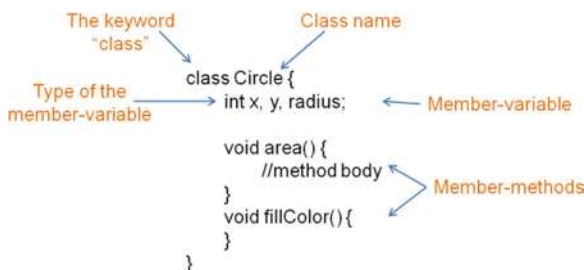 The keyword
“class”
Class name
class Circle {
Type of the
member-variable
int x, y, radius;
Member-variable
void area() {
//method body
}
Member-methods
void fillColor(){
}
}